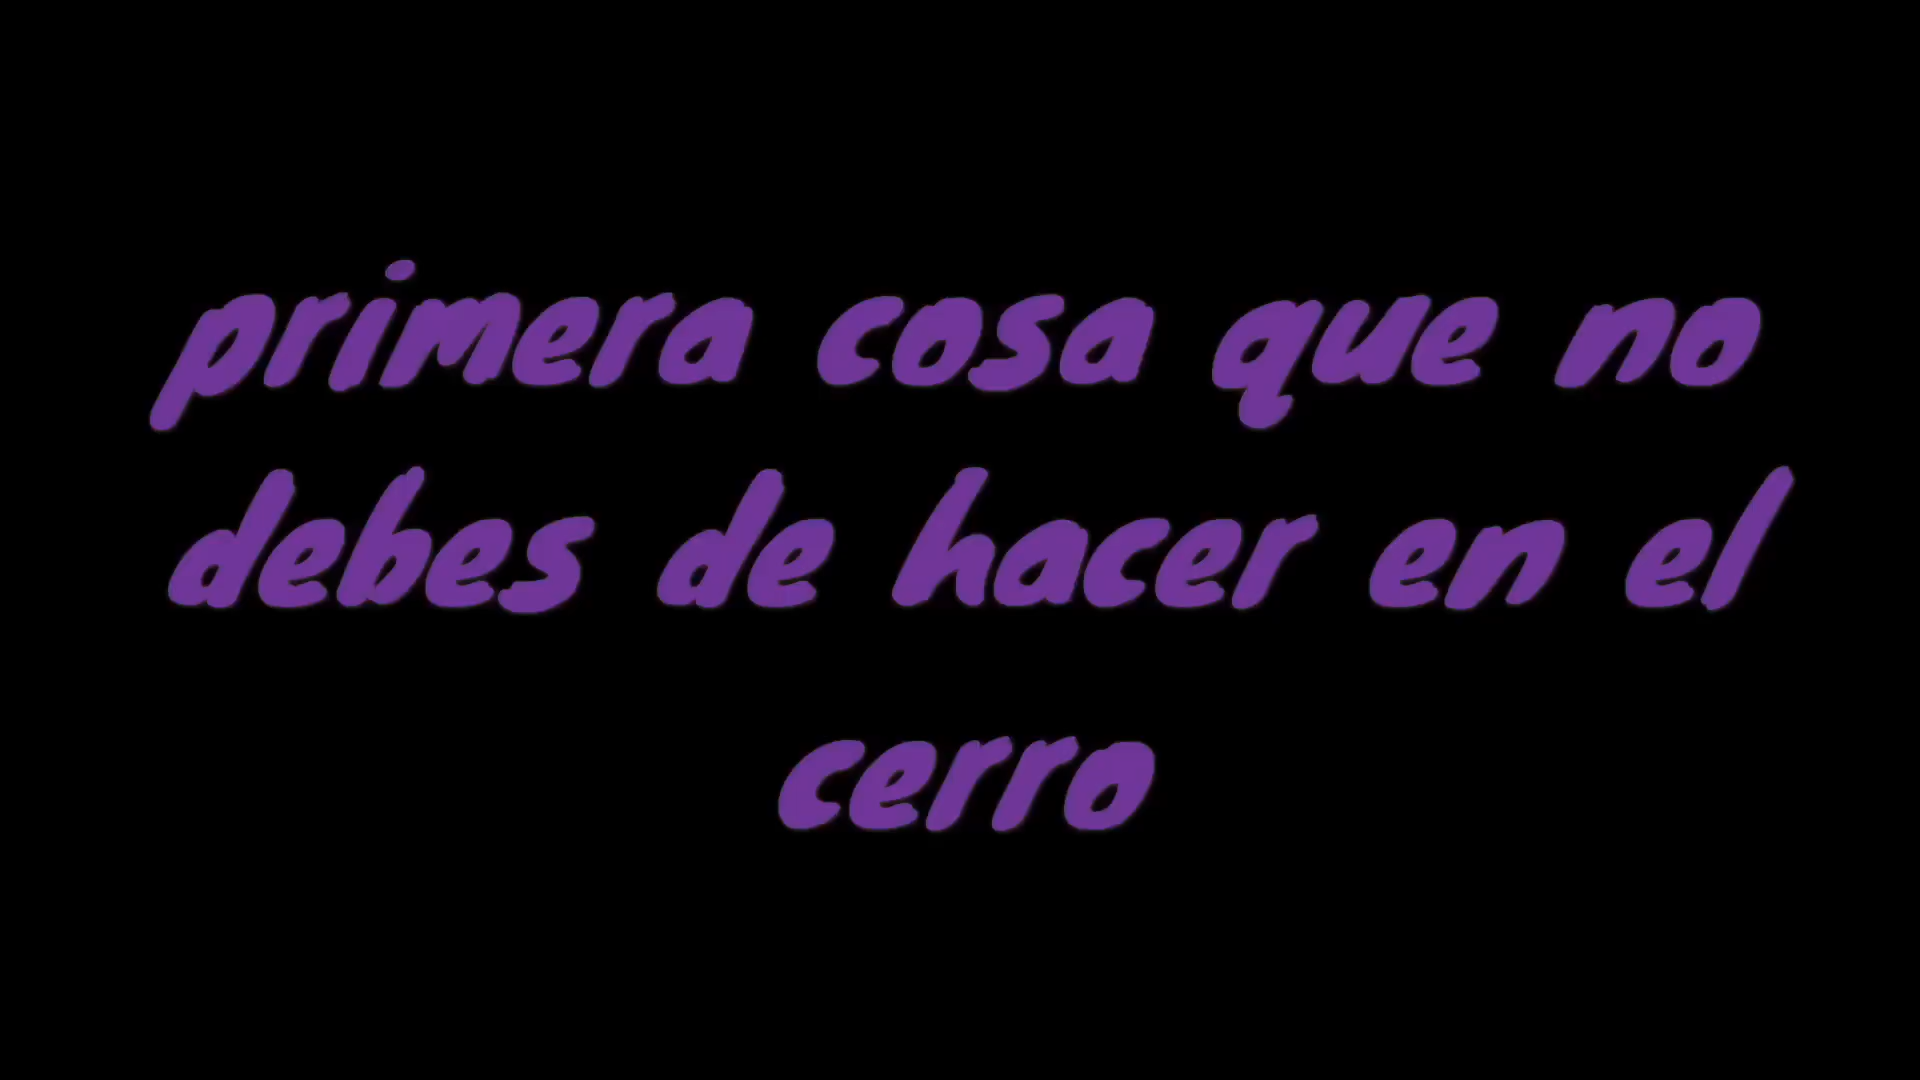 primera cosa que no
debes de hacer en el
cerro